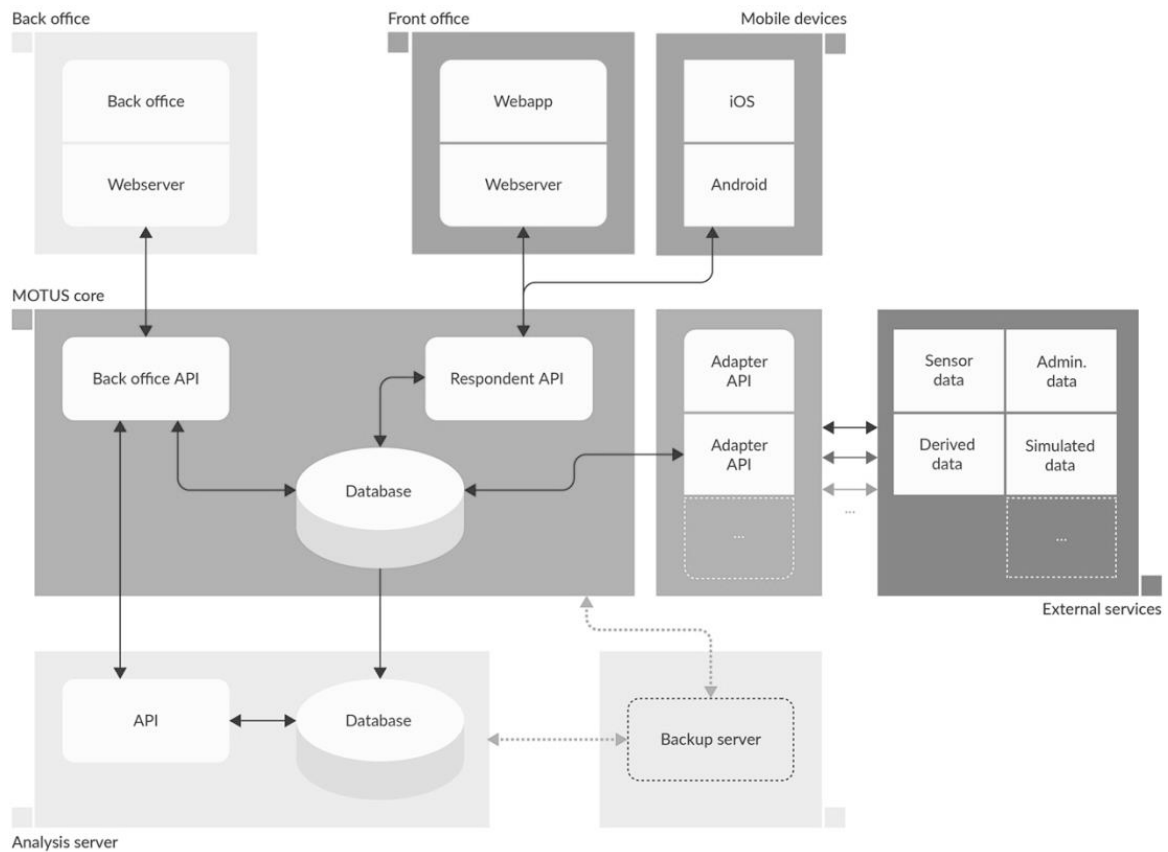 Back office
Front office
Mobile devices
Back office
Webserver
Webapp
Webserver
iOS
Android
MOTUS core
Back office API
Respondent API
Database
Adapter
API
Adapter
API
...
...
Sensor
data
Admin.
data
Derived
data
Simulated
data
...
External services
API
Database
Backup server
Analysis server